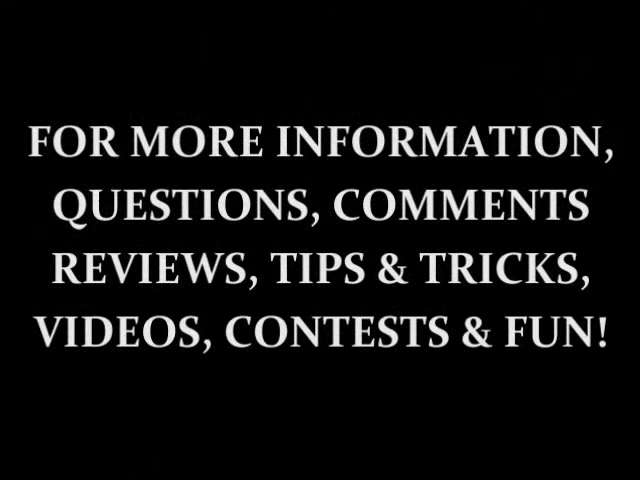 FOR MORE INFORMATION,
QUESTIONS, COMMENTS
REVIEWS, TIPS & TRICKS,
VIDEOS, CONTESTS & FUN!